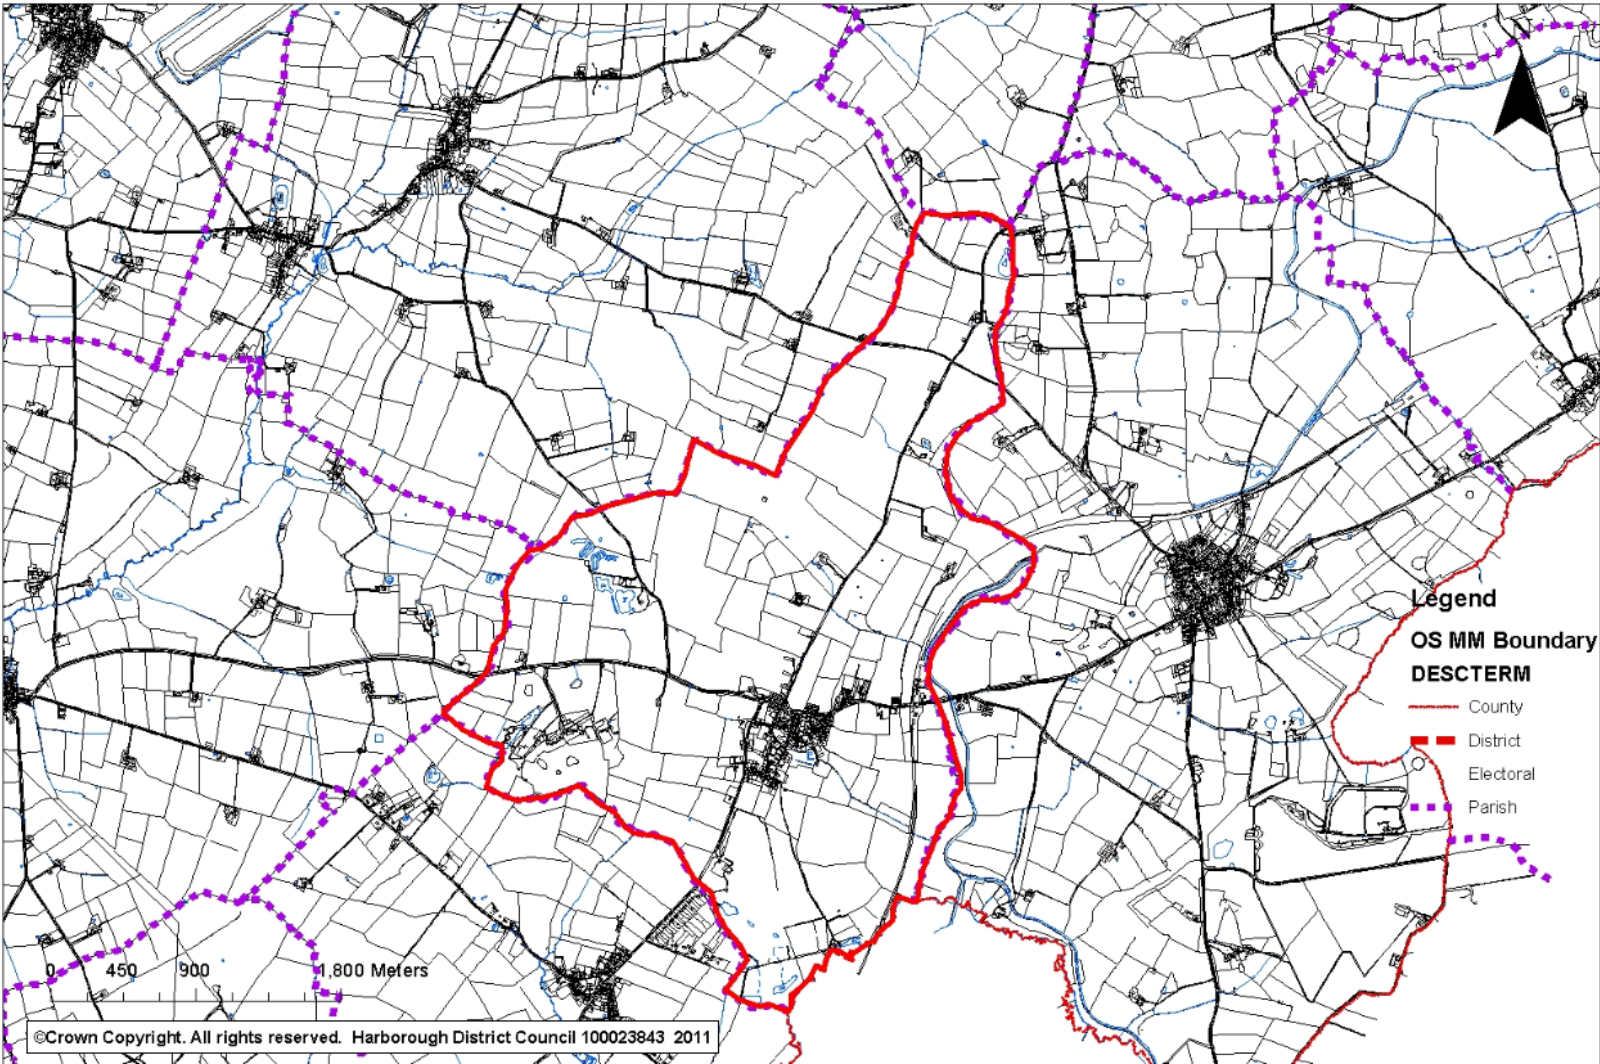 Legend
OS MM Boundary
DESCTERM
County
District
Electoral
Parish
0 450 900 1,800 Meters
©Crown Copyright. All rights reserved. Harborough District Council 100023843 2011